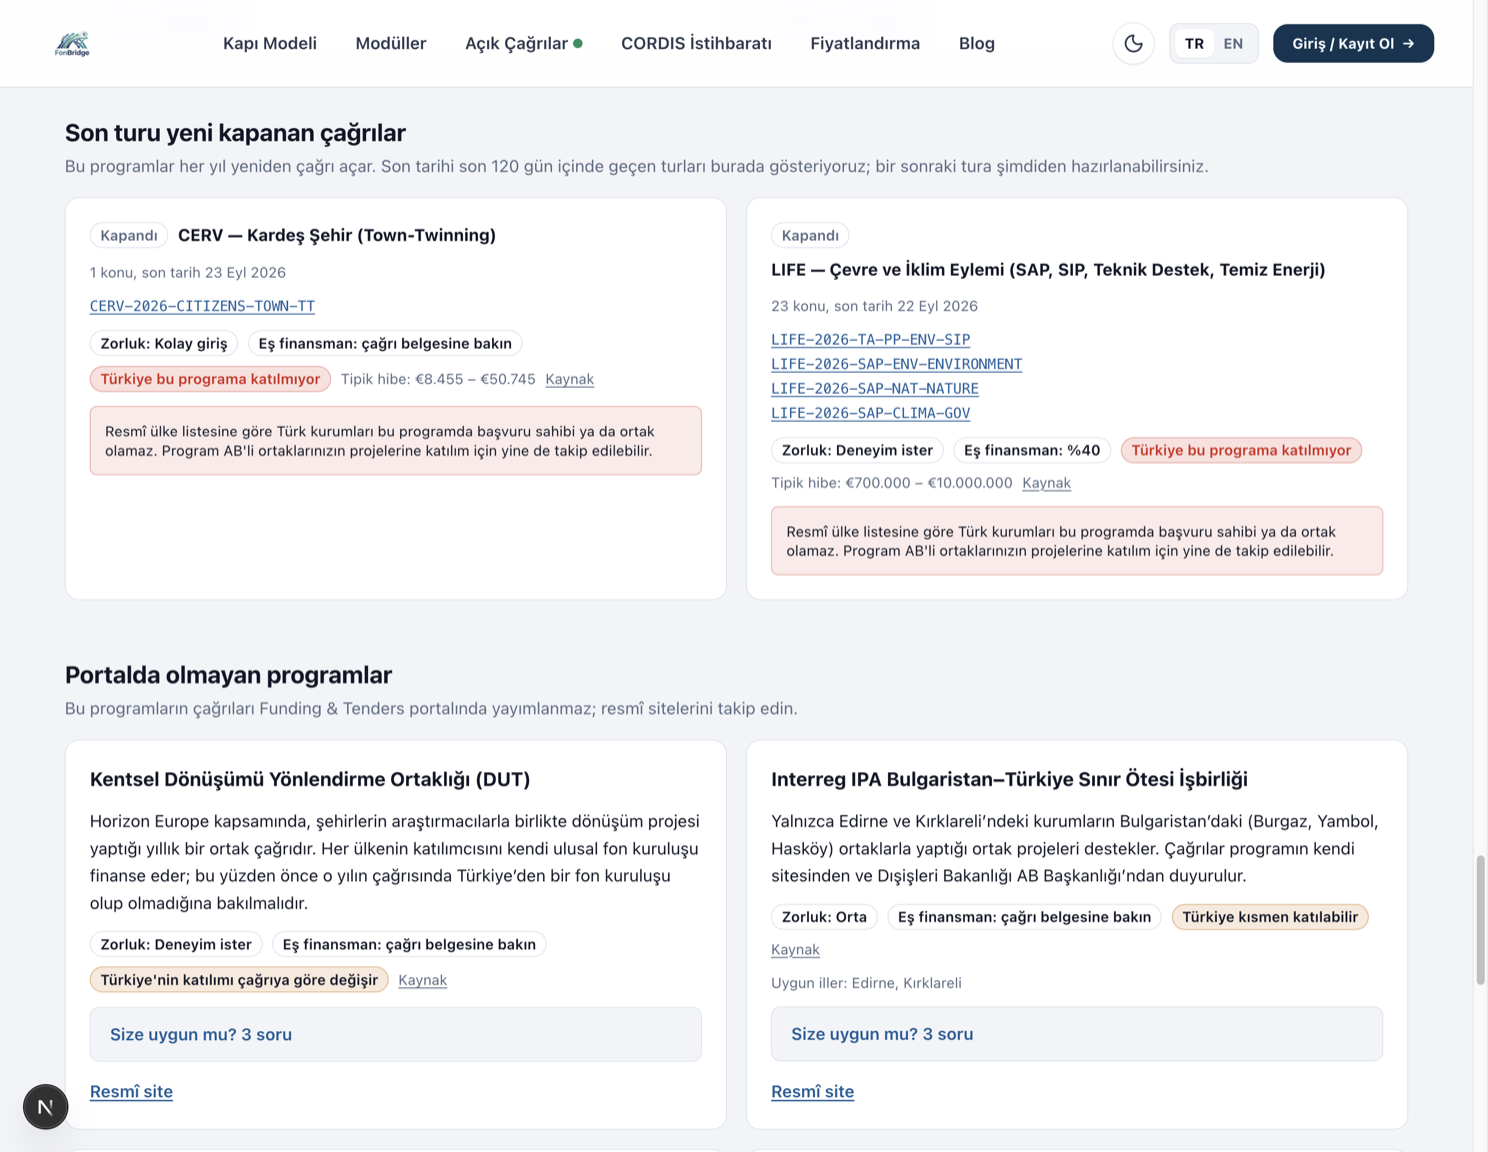 FonBridge
Kapı Modeli
Modüller
Açık Çağrılar
CORDIS İstihbaratı
Fiyatlandırma
Blog
TR
EN
Giriş / Kayıt Ol →
Son turu yeni kapanan çağrılar
Bu programlar her yıl yeniden çağrı açar. Son tarihi son 120 gün içinde geçen turları burada gösteriyoruz; bir sonraki tura şimdiden hazırlanabilirsiniz.
Kapandı
CERV — Kardeş Şehir (Town-Twinning)
1 konu, son tarih 23 Eyl 2026
CERV-2026-CITIZENS-TOWN-TT
Zorluk: Kolay giriş
Eş finansman: çağrı belgesine bakın
Türkiye bu programa katılmıyor
Tipik hibe: €8.455 – €50.745
Kaynak
Resmî ülke listesine göre Türk kurumları bu programda başvuru sahibi ya da ortak
olamaz. Program AB'li ortaklarınızın projelerine katılım için yine de takip edilebilir.
Kapandı
LIFE — Çevre ve İklim Eylemi (SAP, SIP, Teknik Destek, Temiz Enerji)
23 konu, son tarih 22 Eyl 2026
LIFE-2026-TA-PP-ENV-SIP
LIFE-2026-SAP-ENV-ENVIRONMENT
LIFE-2026-SAP-NAT-NATURE
LIFE-2026-SAP-CLIMA-GOV
Zorluk: Deneyim ister
Eş finansman: %40
Türkiye bu programa katılmıyor
Tipik hibe: €700.000 – €10.000.000
Kaynak
Resmî ülke listesine göre Türk kurumları bu programda başvuru sahibi ya da ortak
olamaz. Program AB'li ortaklarınızın projelerine katılım için yine de takip edilebilir.
Portalda olmayan programlar
Bu programların çağrıları Funding & Tenders portalında yayımlanmaz; resmî sitelerini takip edin.
Kentsel Dönüşümü Yönlendirme Ortaklığı (DUT)
Horizon Europe kapsamında, şehirlerin araştırmacılarla birlikte dönüşüm projesi
yaptığı yıllık bir ortak çağrıdır. Her ülkenin katılımcısını kendi ulusal fon kuruluşu
finanse eder; bu yüzden önce o yılın çağrısında Türkiye’den bir fon kuruluşu
olup olmadığına bakılmalıdır.
Zorluk: Deneyim ister
Eş finansman: çağrı belgesine bakın
Türkiye'nin katılımı çağrıya göre değişir
Kaynak
Size uygun mu? 3 soru
Resmî site
Interreg IPA Bulgaristan–Türkiye Sınır Ötesi İşbirliği
Yalnızca Edirne ve Kırklareli’ndeki kurumların Bulgaristan’daki (Burgaz, Yambol,
Hasköy) ortaklarla yaptığı ortak projeleri destekler. Çağrılar programın kendi
sitesinden ve Dışişleri Bakanlığı AB Başkanlığı’ndan duyurulur.
Zorluk: Orta
Eş finansman: çağrı belgesine bakın
Türkiye kısmen katılabilir
Kaynak
Uygun iller: Edirne, Kırklareli
Size uygun mu? 3 soru
Resmî site
N